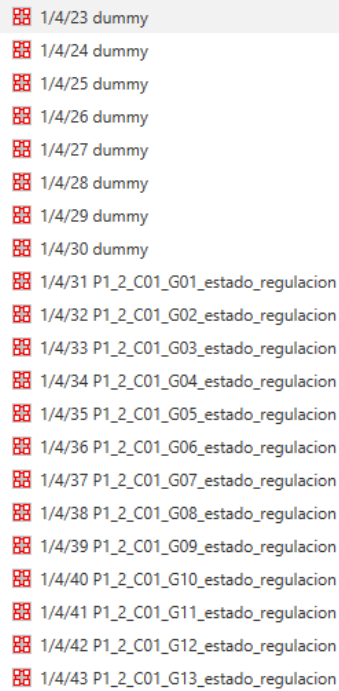 1/4/23 dummy
1/4/24 dummy
1/4/25 dummy
1/4/26 dummy
1/4/27 dummy
1/4/28 dummy
1/4/29 dummy
1/4/30 dummy
1/4/31 P1_2_C01_G01_estado_regulacion
1/4/32 P1_2_C01_G02_estado_regulacion
1/4/33 P1_2_C01_G03_estado_regulacion
1/4/34 P1_2_C01_G04_estado_regulacion
1/4/35 P1_2_C01_G05_estado_regulacion
1/4/36 P1_2_C01_G06_estado_regulacion
1/4/37 P1_2_C01_G07_estado_regulacion
1/4/38 P1_2_C01_G08_estado_regulacion
1/4/39 P1_2_C01_G09_estado_regulacion
1/4/40 P1_2_C01_G10_estado_regulacion
1/4/41 P1_2_C01_G11_estado_regulacion
1/4/42 P1_2_C01_G12_estado_regulacion
1/4/43 P1_2_C01_G13_estado_regulacion